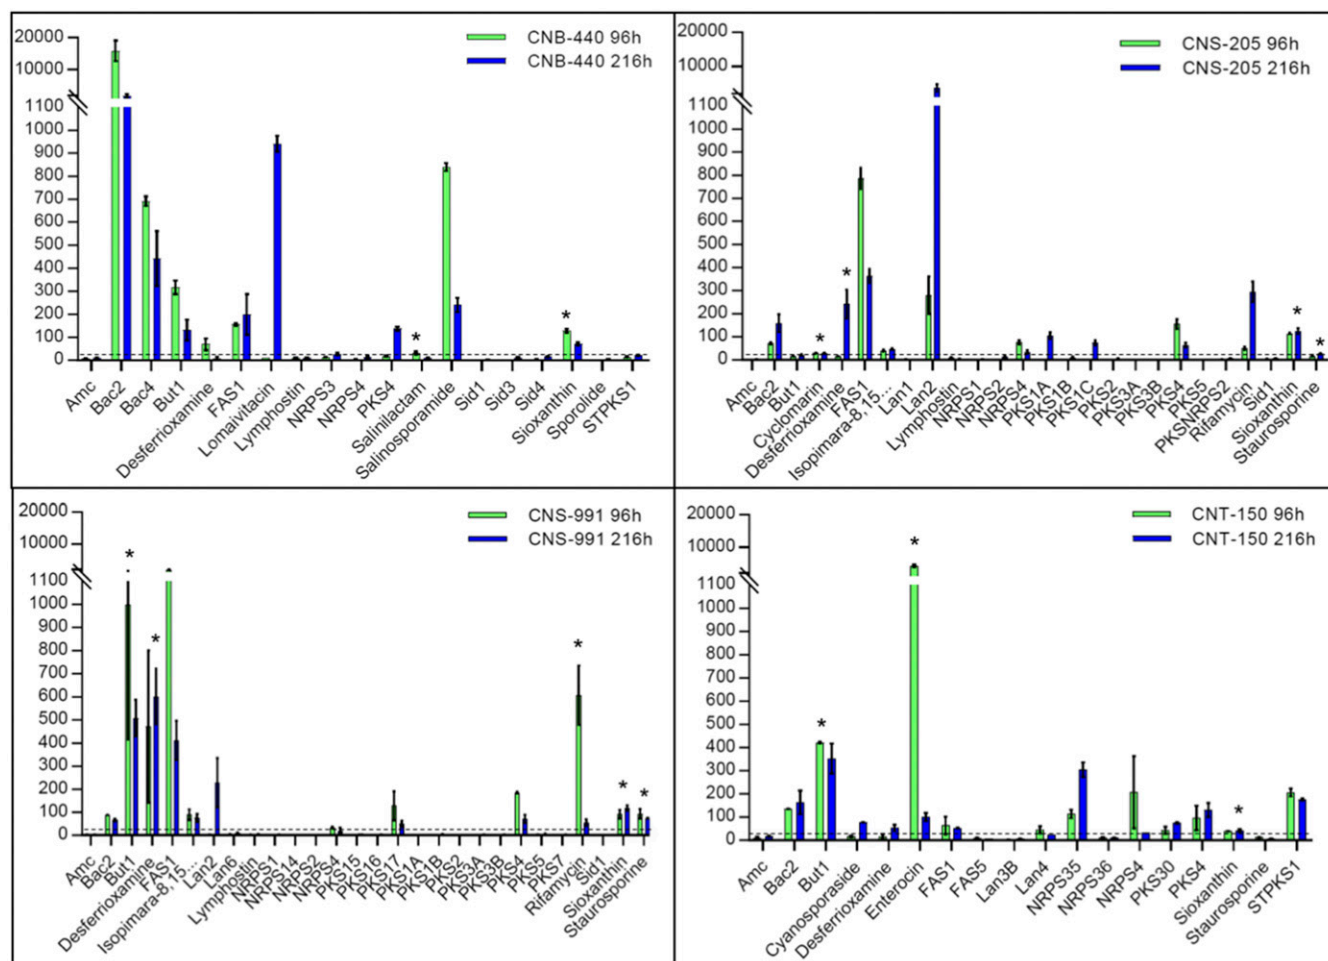 20000
10000
1100
1000
900
800
700
600
500
400
300
200
100
0
CNB-440 96h
CNB-440 216h
*
*
Amc
Bac2
Bac4
But1
Desferrioxamine
FAS1
Lomaivitacin
Lymphostin
NRPS3
NRPS4
PKS4
Salinilactam
Salinosporamide
Sid1
Sid3
Sid4
Sioxanthin
Sporolide
STPKS1
20000
10000
1100
1000
900
800
700
600
500
400
300
200
100
0
CNS-205 96h
CNS-205 216h
*
*
*
*
Amc
Bac2
But1
Cyclomarin
Desferrioxamine
FAS1
Isopimara-8,15...
Lan1
Lan2
Lymphostin
NRPS1
NRPS2
NRPS4
PKS1A
PKS1B
PKS1C
PKS2
PKS3A
PKS3B
PKS4
PKS5
PKSNRPS2
Rifamycin
Sid1
Sioxanthin
Staurosporine
20000
10000
1100
1000
900
800
700
600
500
400
300
200
100
0
CNS-991 96h
CNS-991 216h
*
*
*
*
*
Amc
Bac2
But1
Desferrioxamine
FAS1
Isopimara-8,15...
Lan2
Lan6
Lymphostin
NRPS1
NRPS14
NRPS2
NRPS4
PKS15
PKS16
PKS17
PKS1A
PKS1B
PKS2
PKS3A
PKS3B
PKS4
PKS5
PKS7
Rifamycin
Sid1
Sioxanthin
Staurosporine
20000
10000
1100
1000
900
800
700
600
500
400
300
200
100
0
CNT-150 96h
CNT-150 216h
*
*
*
Amc
Bac2
But1
Cyanosporaside
Desferrioxamine
Enterocin
FAS1
FAS5
Lan3B
Lan4
NRPS35
NRPS36
NRPS4
PKS30
PKS4
Sioxanthin
Staurosporine
STPKS1